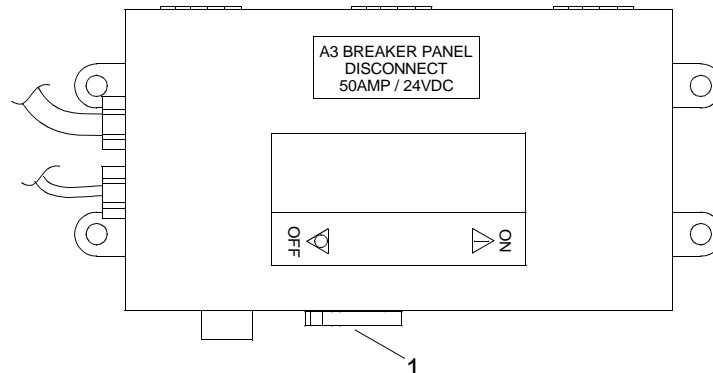 A3 BREAKER PANEL
DISCONNECT
50AMP / 24VDC
OFF
ON
1